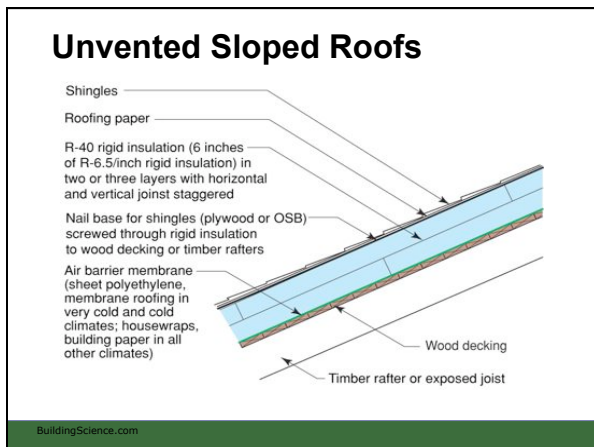 Unvented Sloped Roofs
Shingles
Roofing paper
R-40 rigid insulation (6 inches
of R-6.5/inch rigid insulation) in
two or three layers with horizontal
and vertical joinst staggered
Nail base for shingles (plywood or OSB)
screwed through rigid insulation
to wood decking or timber rafters
Air barrier membrane
(sheet polyethylene,
membrane roofing in
very cold and cold
climates; housewraps,
building paper in all
other climates)
Wood decking
Timber rafter or exposed joist
BuildingScience.com